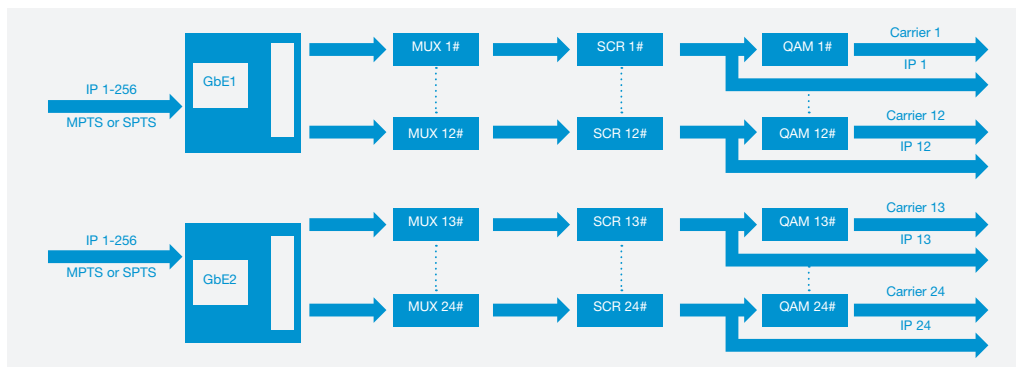 MUX 1#
SCR 1#
QAM 1#
Carrier 1
IP 1
IP 1-256
MPTS or SPTS
GbE1
MUX 12#
SCR 12#
QAM 12#
Carrier 12
IP 12
MUX 13#
SCR 13#
QAM 13#
Carrier 13
IP 13
IP 1-256
MPTS or SPTS
GbE2
MUX 24#
SCR 24#
QAM 24#
Carrier 24
IP 24